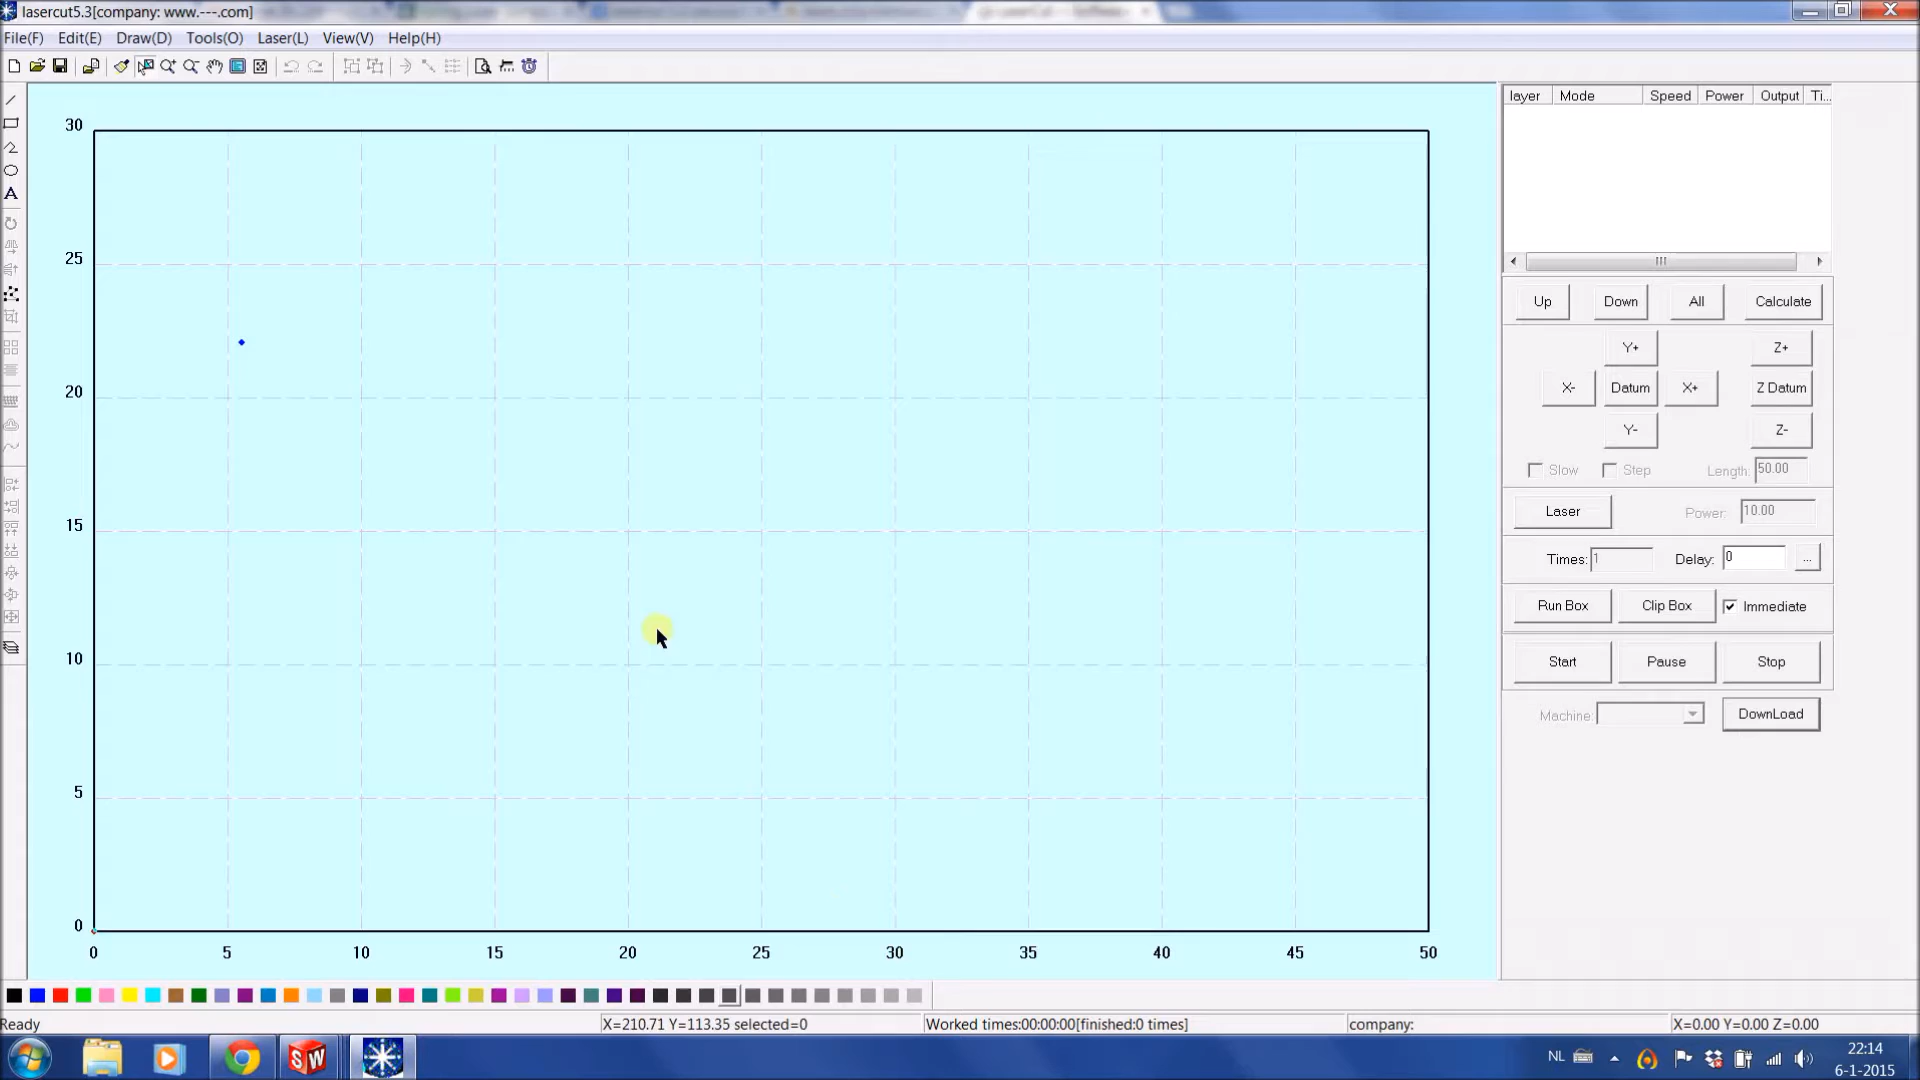 lasercut5.3[company: www.---.com]
File(F) Edit(E) Draw(D) Tools(O) Laser(L) View(V) Help(H)
layer Mode Speed Power Output Ti...
30
25
20
15
10
5
0
0 5 10 15 20 25 30 35 40 45 50
Up Down All Calculate
Y+ Z+
X- Datum X+ Z Datum
Y- Z-
Slow Step Length: 50.00
Laser Power: 10.00
Times: 1 Delay: 0 ...
Run Box Clip Box Immediate
Start Pause Stop
Machine: DownLoad
Ready X=210.71 Y=113.35 selected=0 Worked times:00:00:00[finished:0 times] company: X=0.00 Y=0.00 Z=0.00
SW NL 22:14
6-1-2015